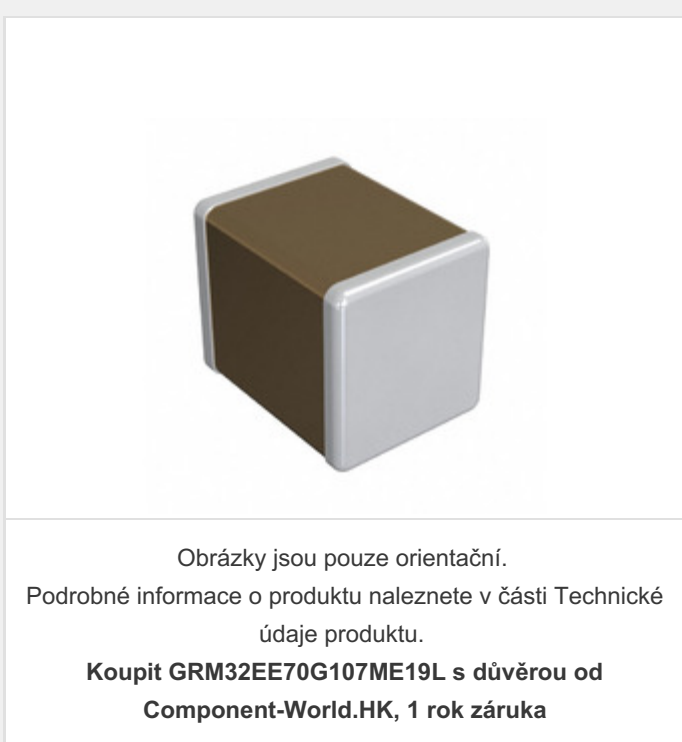 Obrázky jsou pouze orientační.
Podrobné informace o produktu naleznete v části Technické
údaje produktu.
Koupit GRM32EE70G107ME19L s důvěrou od
Component-World.HK, 1 rok záruka